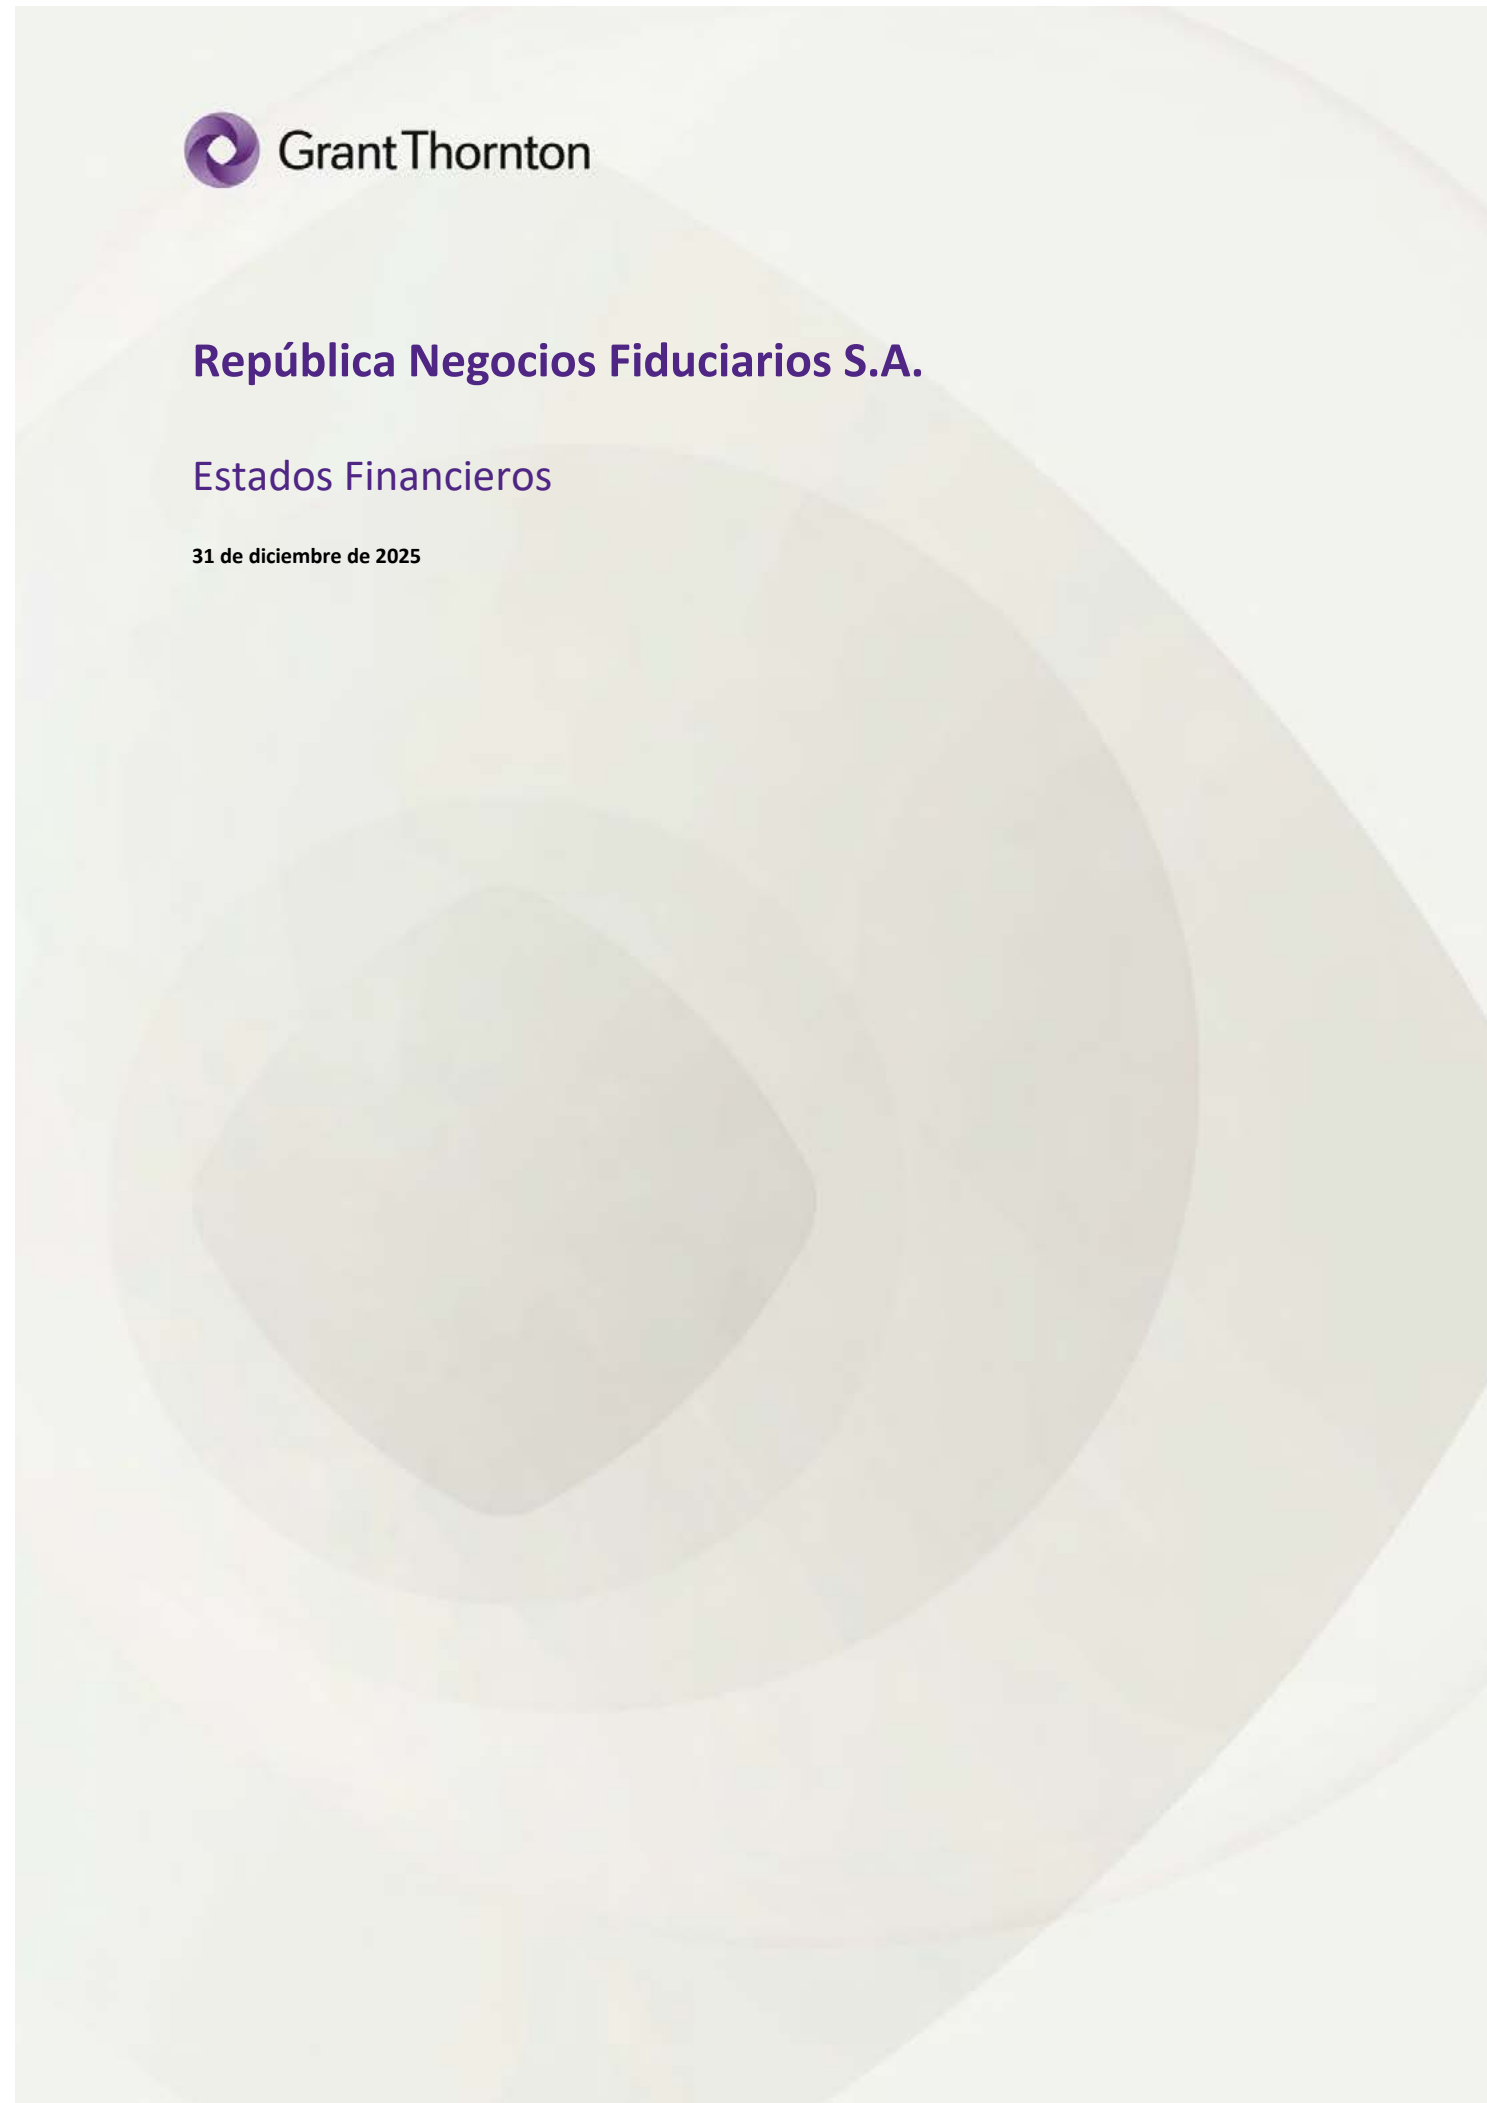 Grant Thornton
República Negocios Fiduciarios S.A.
Estados Financieros
31 de diciembre de 2025